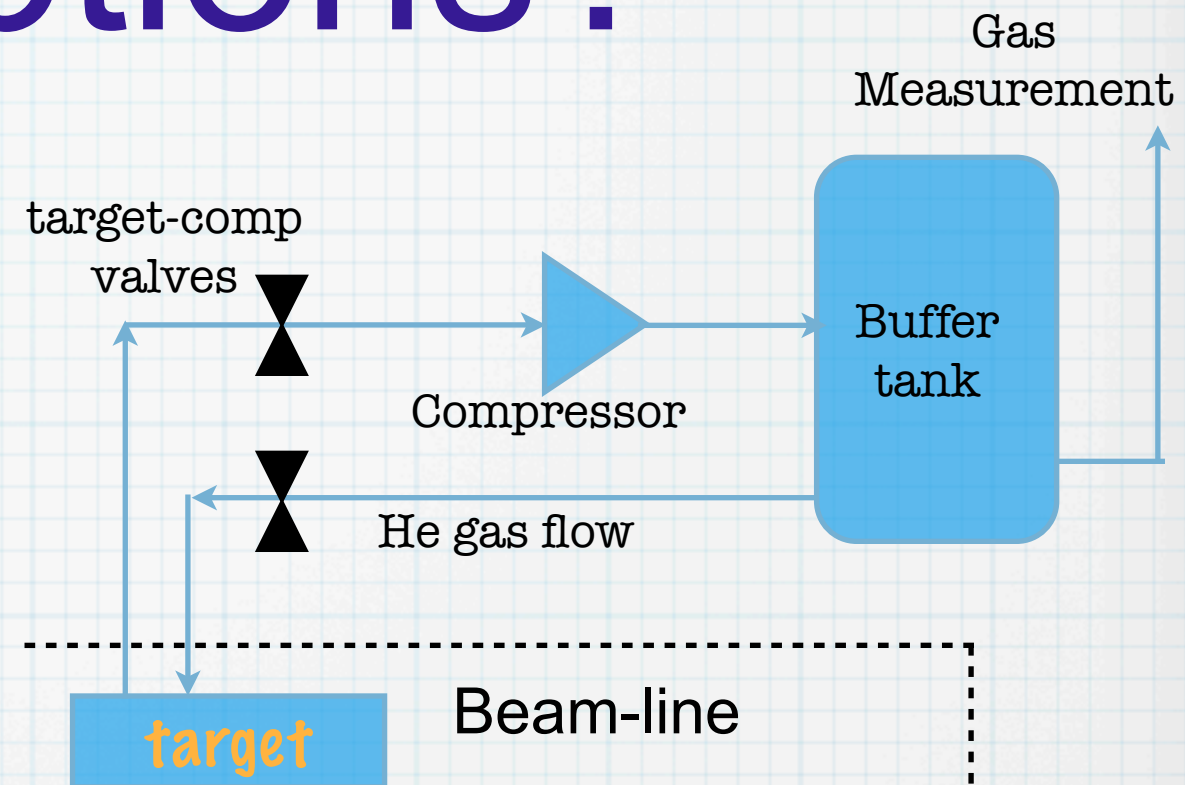 Gas
Measurement
target-comp
valves
Buffer
tank
Compressor
He gas flow
Beam-line
target